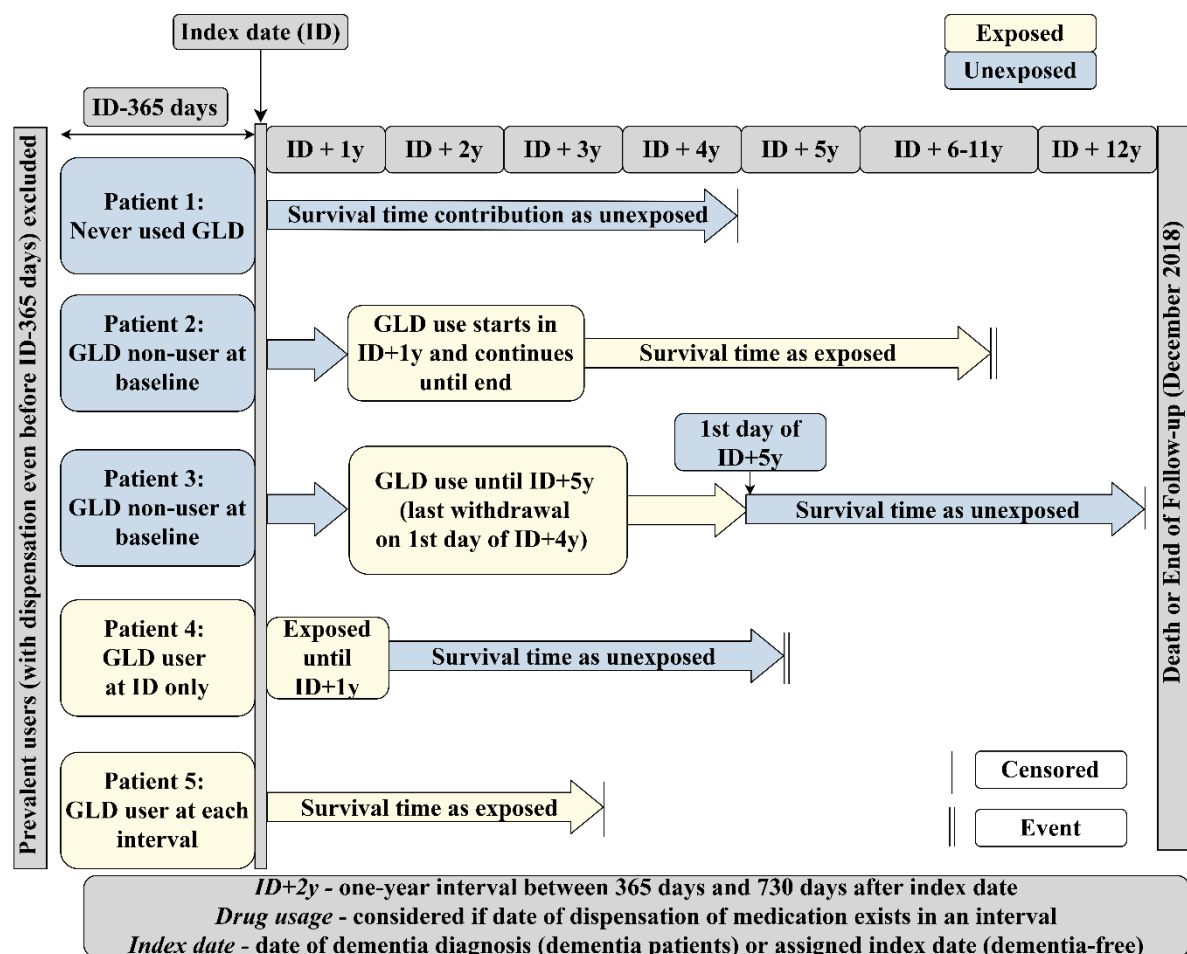 Index date (ID)
Exposed
Unexposed
ID-365 days
ID + 1y
ID + 2y
ID + 3y
ID + 4y
ID + 5y
ID + 6-11y
ID + 12y
Prevalent users (with dispensation even before ID-365 days) excluded
Death or End of Follow-up (December 2018)
Patient 1:
Never used GLD
Survival time contribution as unexposed
Patient 2:
GLD non-user at
baseline
GLD use starts in
ID+1y and continues
until end
Survival time as exposed
Patient 3:
GLD non-user at
baseline
GLD use until ID+5y
(last withdrawal
on 1st day of ID+4y)
1st day of
ID+5y
Survival time as unexposed
Patient 4:
GLD user
at ID only
Exposed
until
ID+1y
Survival time as unexposed
Patient 5:
GLD user at each
interval
Survival time as exposed
Censored
Event
ID+2y - one-year interval between 365 days and 730 days after index date
Drug usage - considered if date of dispensation of medication exists in an interval
Index date - date of dementia diagnosis (dementia patients) or assigned index date (dementia-free)